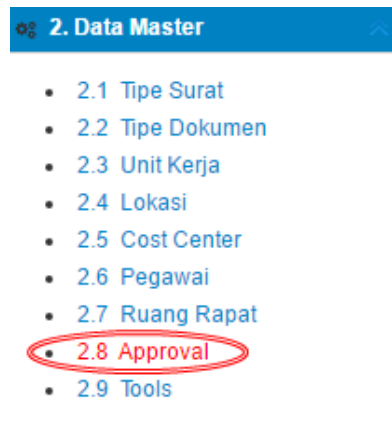 2. Data Master
2.1 Tipe Surat
2.2 Tipe Dokumen
2.3 Unit Kerja
2.4 Lokasi
2.5 Cost Center
2.6 Pegawai
2.7 Ruang Rapat
2.8 Approval
2.9 Tools